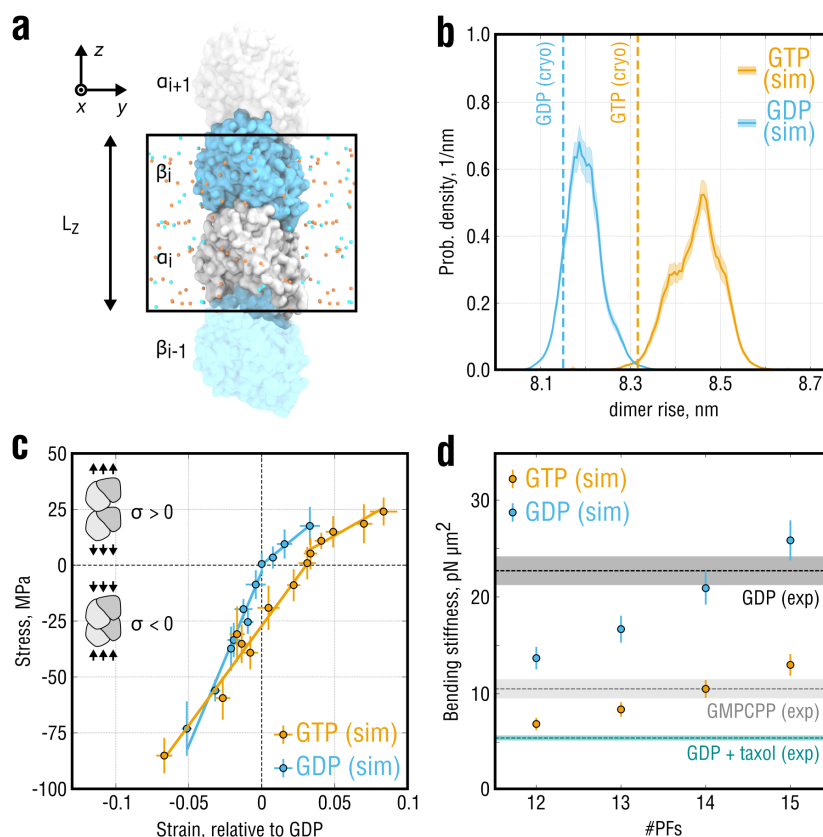 a
z
x
y
αi+1
βi
LZ
αi
βi-1
b
1.0
0.8
0.6
0.4
0.2
0.0
Prob. density, 1/nm
GDP (cryo)
GTP (cryo)
GTP
(sim)
GDP
(sim)
8.1
8.3
8.5
8.7
dimer rise, nm
c
50
25
0
-25
-50
-75
-100
Stress, MPa
σ > 0
σ < 0
GTP (sim)
GDP (sim)
-0.1
-0.05
0
0.05
0.1
Strain, relative to GDP
d
30
20
10
0
Bending stiffness, pN µm²
GTP (sim)
GDP (sim)
GDP (exp)
GMPCPP (exp)
GDP + taxol (exp)
12
13
14
15
#PFs